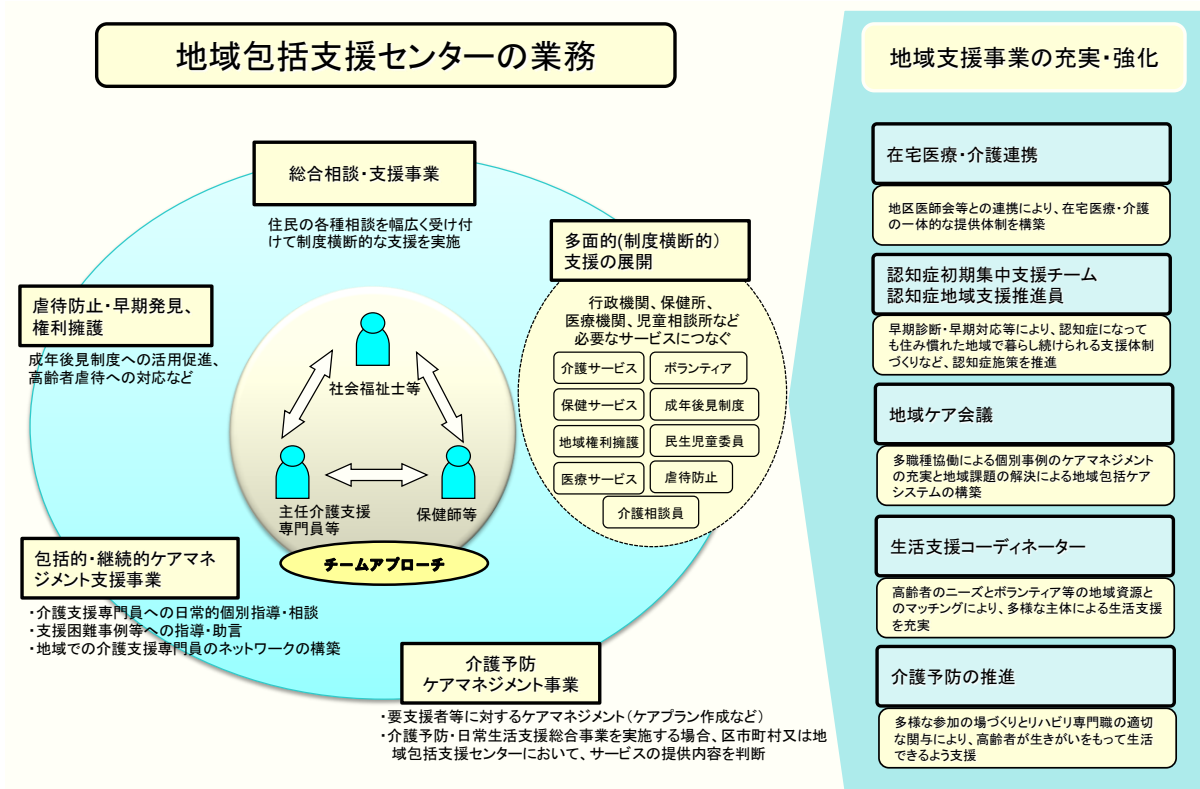 地域包括支援センターの業務
総合相談・支援事業
住民の各種相談を幅広く受け付
けて制度横断的な支援を実施
虐待防止・早期発見、
権利擁護
成年後見制度への活用促進、
高齢者虐待への対応など
多面的(制度横断的）
支援の展開
行政機関、保健所、
医療機関、児童相談所など
必要なサービスにつなぐ
介護サービス
ボランティア
保健サービス
成年後見制度
地域権利擁護
民生児童委員
医療サービス
虐待防止
介護相談員
社会福祉士等
主任介護支援
専門員等
保健師等
チームアプローチ
包括的・継続的ケアマネ
ジメント支援事業
・介護支援専門員への日常的個別指導・相談
・支援困難事例等への指導・助言
・地域での介護支援専門員のネットワークの構築
介護予防
ケアマネジメント事業
・要支援者等に対するケアマネジメント（ケアプラン作成など）
・介護予防・日常生活支援総合事業を実施する場合、区市町村又は地
域包括支援センターにおいて、サービスの提供内容を判断
地域支援事業の充実・強化
在宅医療・介護連携
地区医師会等との連携により、在宅医療・介護
の一体的な提供体制を構築
認知症初期集中支援チーム
認知症地域支援推進員
早期診断・早期対応等により、認知症になって
も住み慣れた地域で暮らし続けられる支援体制
づくりなど、認知症施策を推進
地域ケア会議
多職種協働による個別事例のケアマネジメント
の充実と地域課題の解決による地域包括ケア
システムの構築
生活支援コーディネーター
高齢者のニーズとボランティア等の地域資源と
のマッチングにより、多様な主体による生活支援
を充実
介護予防の推進
多様な参加の場づくりとリハビリ専門職の適切
な関与により、高齢者が生きがいをもって生活
できるよう支援